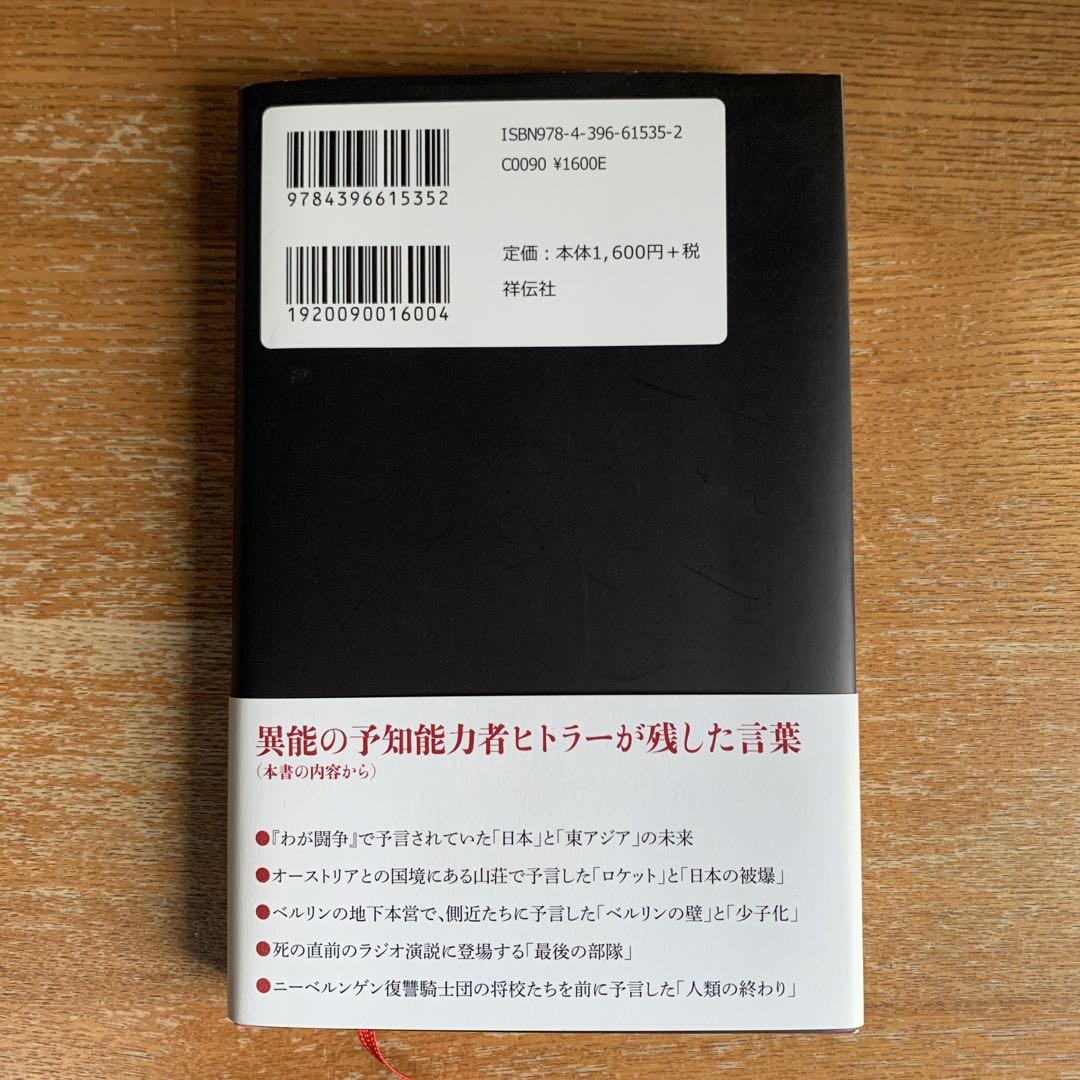 ISBN978-4-396-61535-2
C0090 ¥1600E
9784396615352
定価：本体1,600円＋税
祥伝社
1920090016004
異能の予知能力者ヒトラーが残した言葉
（本書の内容から）
●『わが闘争』で予言されていた「日本」と「東アジア」の未来
●オーストリアとの国境にある山荘で予言した「ロケット」と「日本の被爆」
●ベルリンの地下本営で、側近たちに予言した「ベルリンの壁」と「少子化」
●死の直前のラジオ演説に登場する「最後の部隊」
●ニーベルンゲン復讐騎士団の将校たちを前に予言した「人類の終わり」